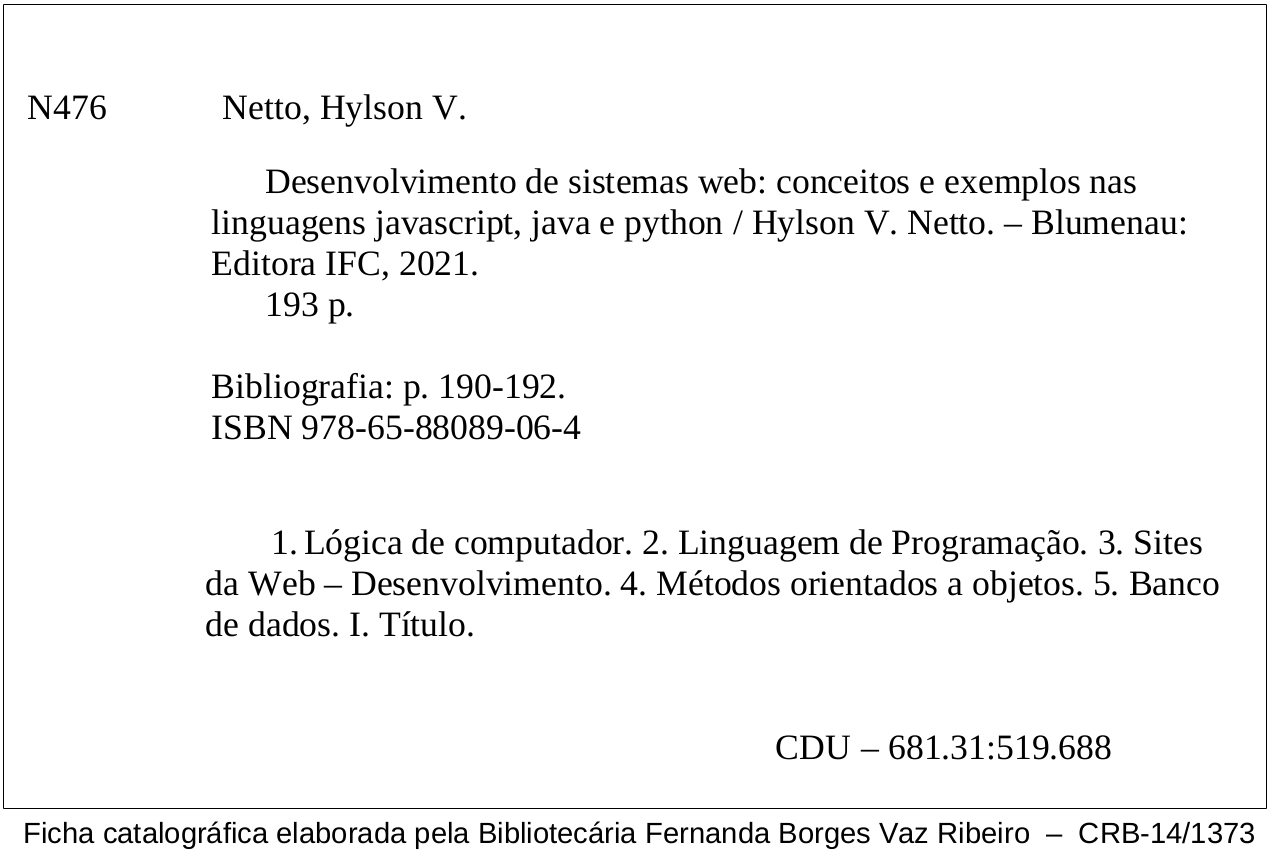 N476 Netto, Hylson V.
Desenvolvimento de sistemas web: conceitos e exemplos nas
linguagens javascript, java e python / Hylson V. Netto. – Blumenau:
Editora IFC, 2021.
193 p.
Bibliografia: p. 190-192.
ISBN 978-65-88089-06-4
1. Lógica de computador. 2. Linguagem de Programação. 3. Sites
da Web – Desenvolvimento. 4. Métodos orientados a objetos. 5. Banco
de dados. I. Título.
CDU – 681.31:519.688
Ficha catalográfica elaborada pela Bibliotecária Fernanda Borges Vaz Ribeiro – CRB-14/1373